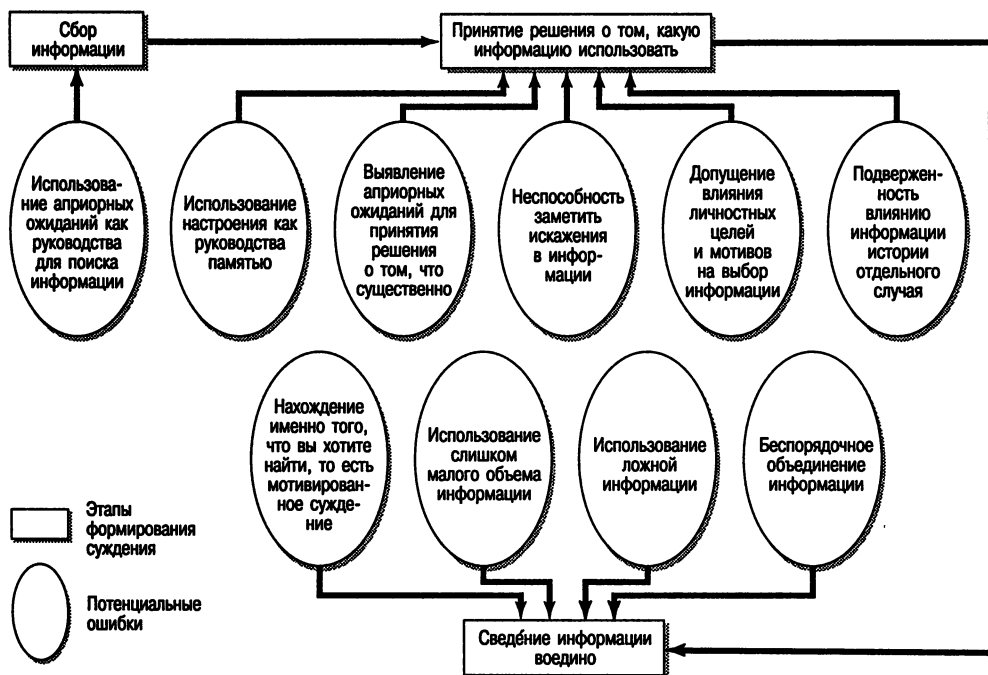 Сбор
информации
Принятие решения о том, какую
информацию использовать
Использова-
ние априорных
ожиданий как
руководства
для поиска
информации
Использование
настроения как
руководства
памятью
Выявление
априорных
ожиданий для
принятия
решения
о том, что
существенно
Неспособность
заметить
искажения
в инфор-
мации
Допущение
влияния
личностных
целей
и мотивов
на выбор
информации
Подвержен-
ность
влиянию
информации
истории
отдельного
случая
Нахождение
именно того,
что вы хотите
найти, то есть
мотивирован-
ное сужде-
ние
Использование
слишком
малого объема
информации
Использование
ложной
информации
Беспорядочное
объединение
информации
Этапы
формирования
суждения
Потенциальные
ошибки
Сведе́ние информации
воедино